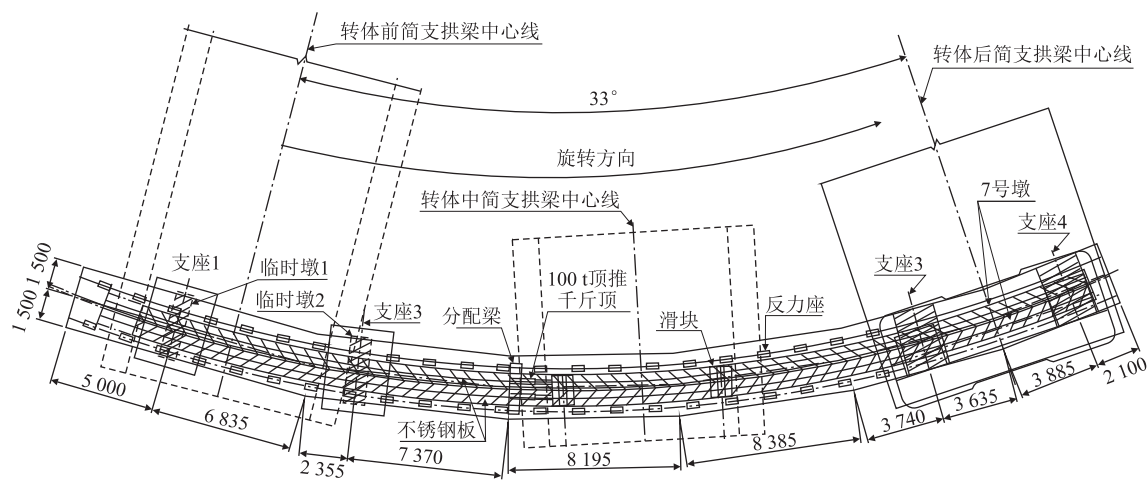 转体前简支拱梁中心线
转体后简支拱梁中心线
33°
旋转方向
转体中简支拱梁中心线
7号墩
支座4
支座3
支座1
临时墩1
临时墩2
支座3
分配梁
100 t顶推
千斤顶
滑块
反力座
1 500
1 500
不锈钢板
5 000
6 835
2 355
7 370
8 195
8 385
3 740
3 635
3 885
2 100